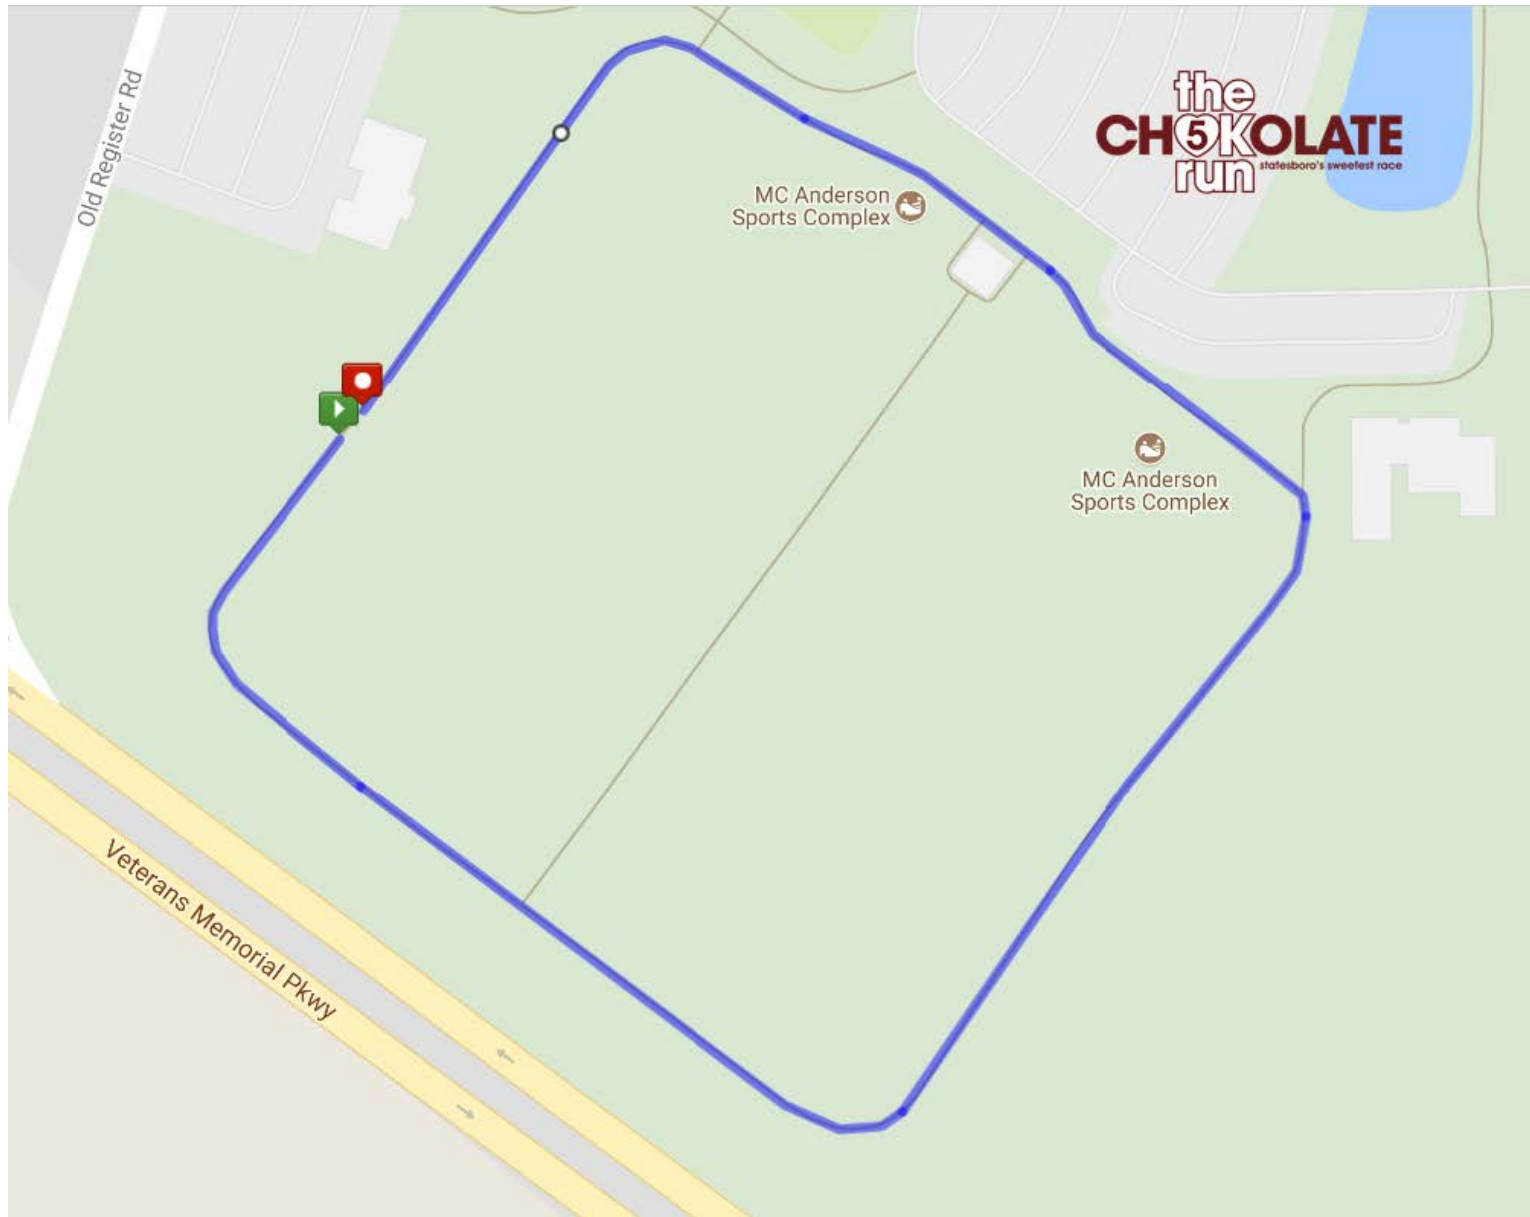 the
CH5KOLATE
statesboro's sweetest race
run
Old Register Rd
MC Anderson
Sports Complex
MC Anderson
Sports Complex
Veterans Memorial Pkwy